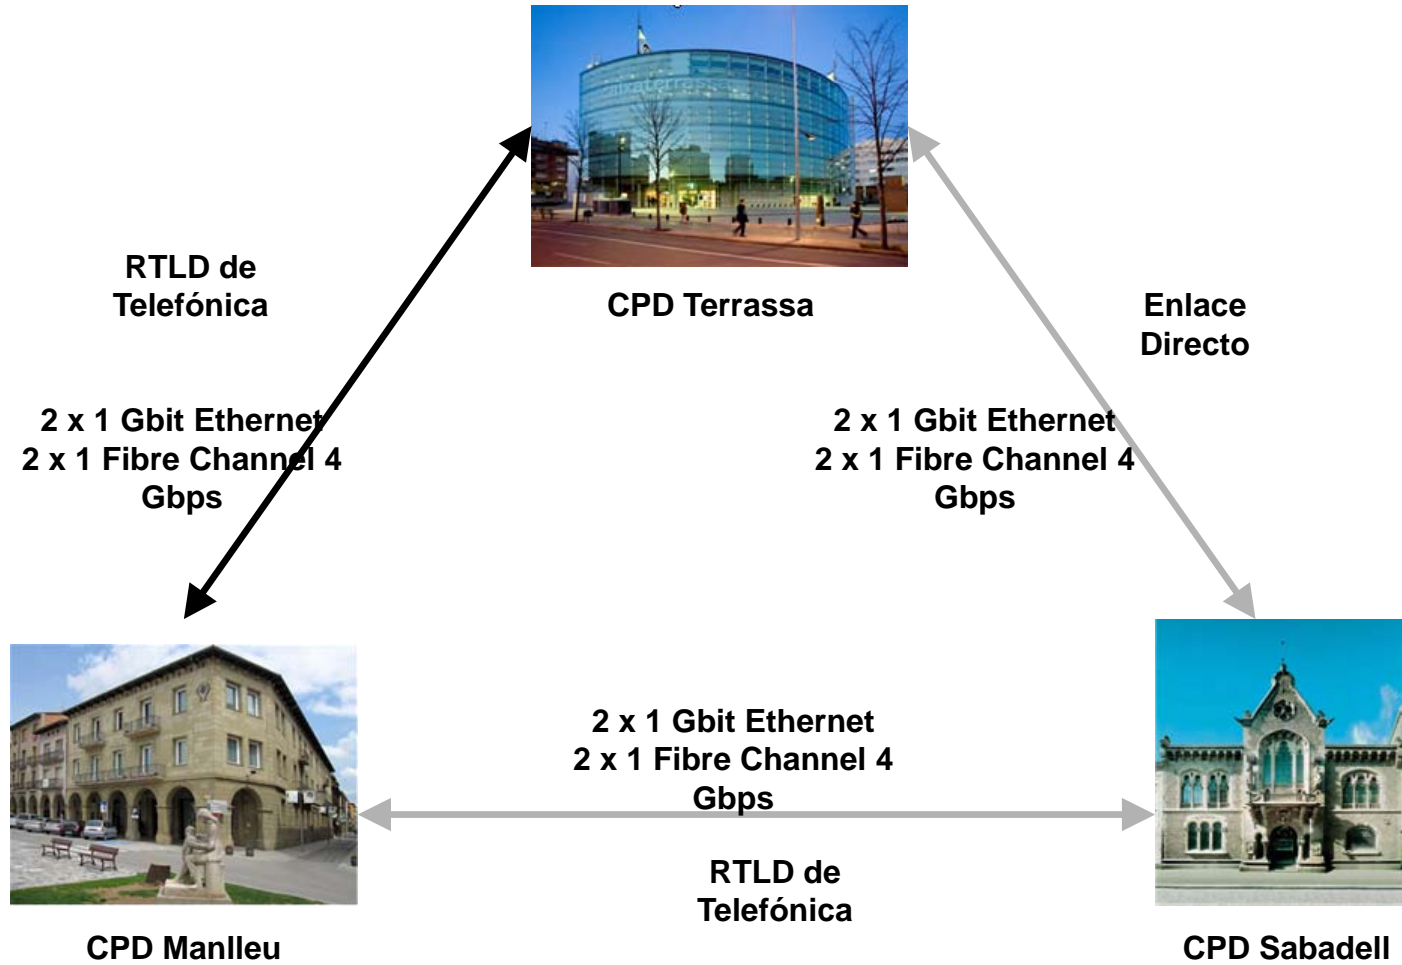 caixaterrassa
CPD Terrassa
RTLD de
Telefónica
Enlace
Directo
2 x 1 Gbit Ethernet
2 x 1 Fibre Channel 4
Gbps
2 x 1 Gbit Ethernet
2 x 1 Fibre Channel 4
Gbps
2 x 1 Gbit Ethernet
2 x 1 Fibre Channel 4
Gbps
RTLD de
Telefónica
CPD Manlleu
CPD Sabadell